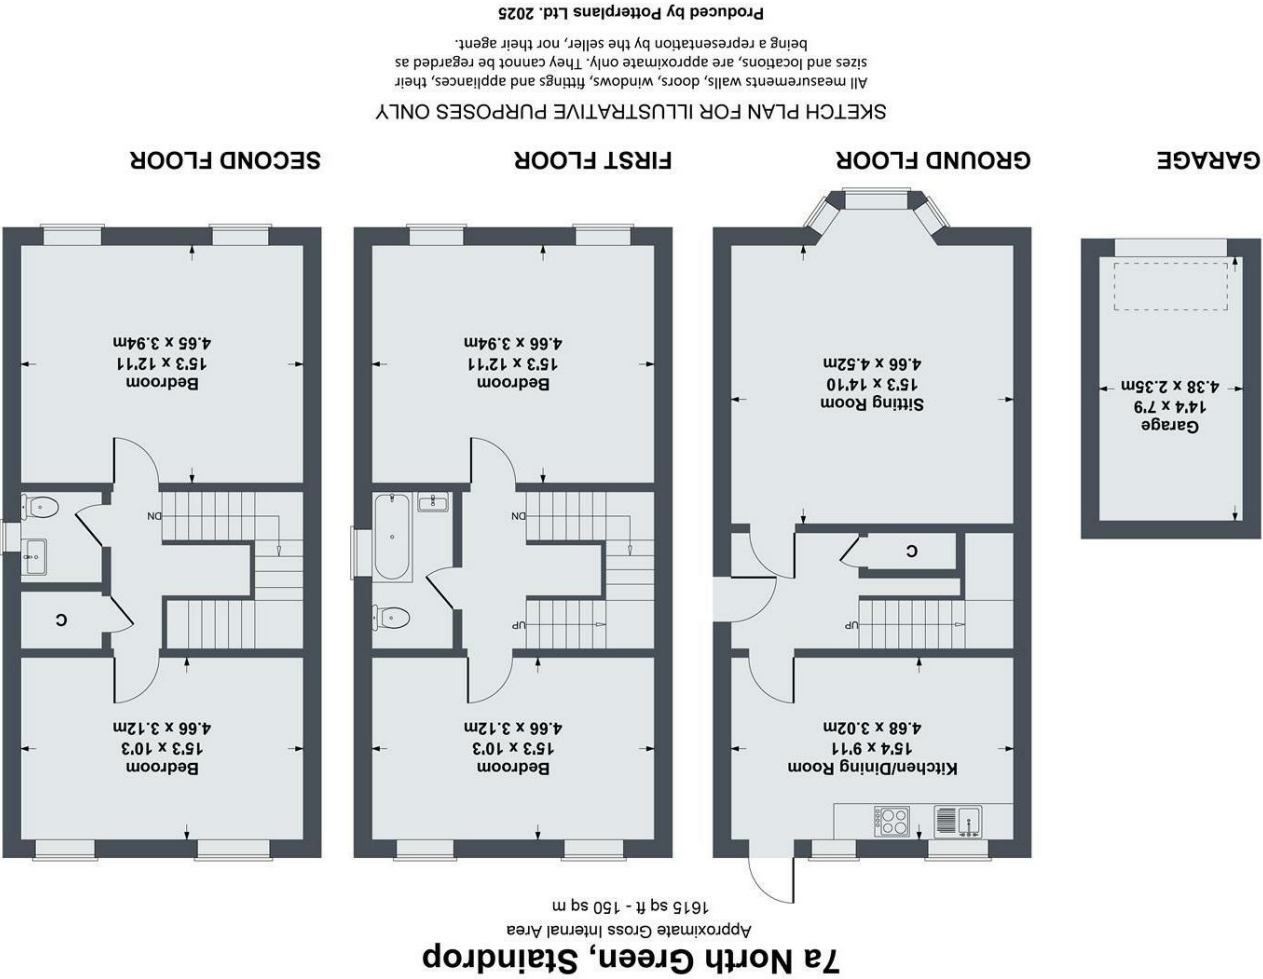 7a North Green, Staindrop
Approximate Gross Internal Area
1615 sq ft - 150 sq m
Kitchen/Dining Room
15'4 x 9'11
4.68 x 3.02m
UP
C
Sitting Room
15'3 x 14'10
4.66 x 4.52m
Bedroom
15'3 x 10'3
4.66 x 3.12m
UP
DN
Bedroom
15'3 x 12'11
4.66 x 3.94m
Bedroom
15'3 x 10'3
4.66 x 3.12m
C
DN
Bedroom
15'3 x 12'11
4.65 x 3.94m
Garage
14'4 x 7'9
4.38 x 2.35m
GARAGE
GROUND FLOOR
FIRST FLOOR
SECOND FLOOR
SKETCH PLAN FOR ILLUSTRATIVE PURPOSES ONLY
All measurements walls, doors, windows, fittings and appliances, their
sizes and locations, are approximate only. They cannot be regarded as
being a representation by the seller, nor their agent.
Produced by Potterplans Ltd. 2025